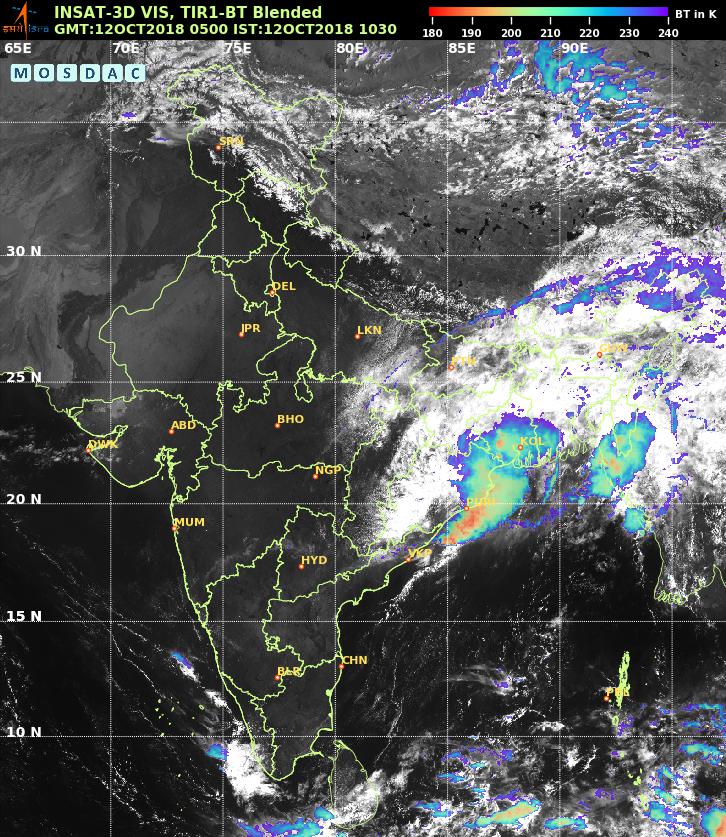 INSAT-3D VIS, TIR1-BT Blended
GMT:12OCT2018 0500 IST:12OCT2018 1030
BT in K
180 190 200 210 220 230 240
65E 70E 75E 80E 85E 90E
MOSDAC
SRN
30 N
DEL
JPR
LKN
PTN
25 N
ABD
BHO
DWK
KOL
NGP
20 N
PURI
MUM
VKP
HYD
15 N
CHN
BLR
PBL
10 N